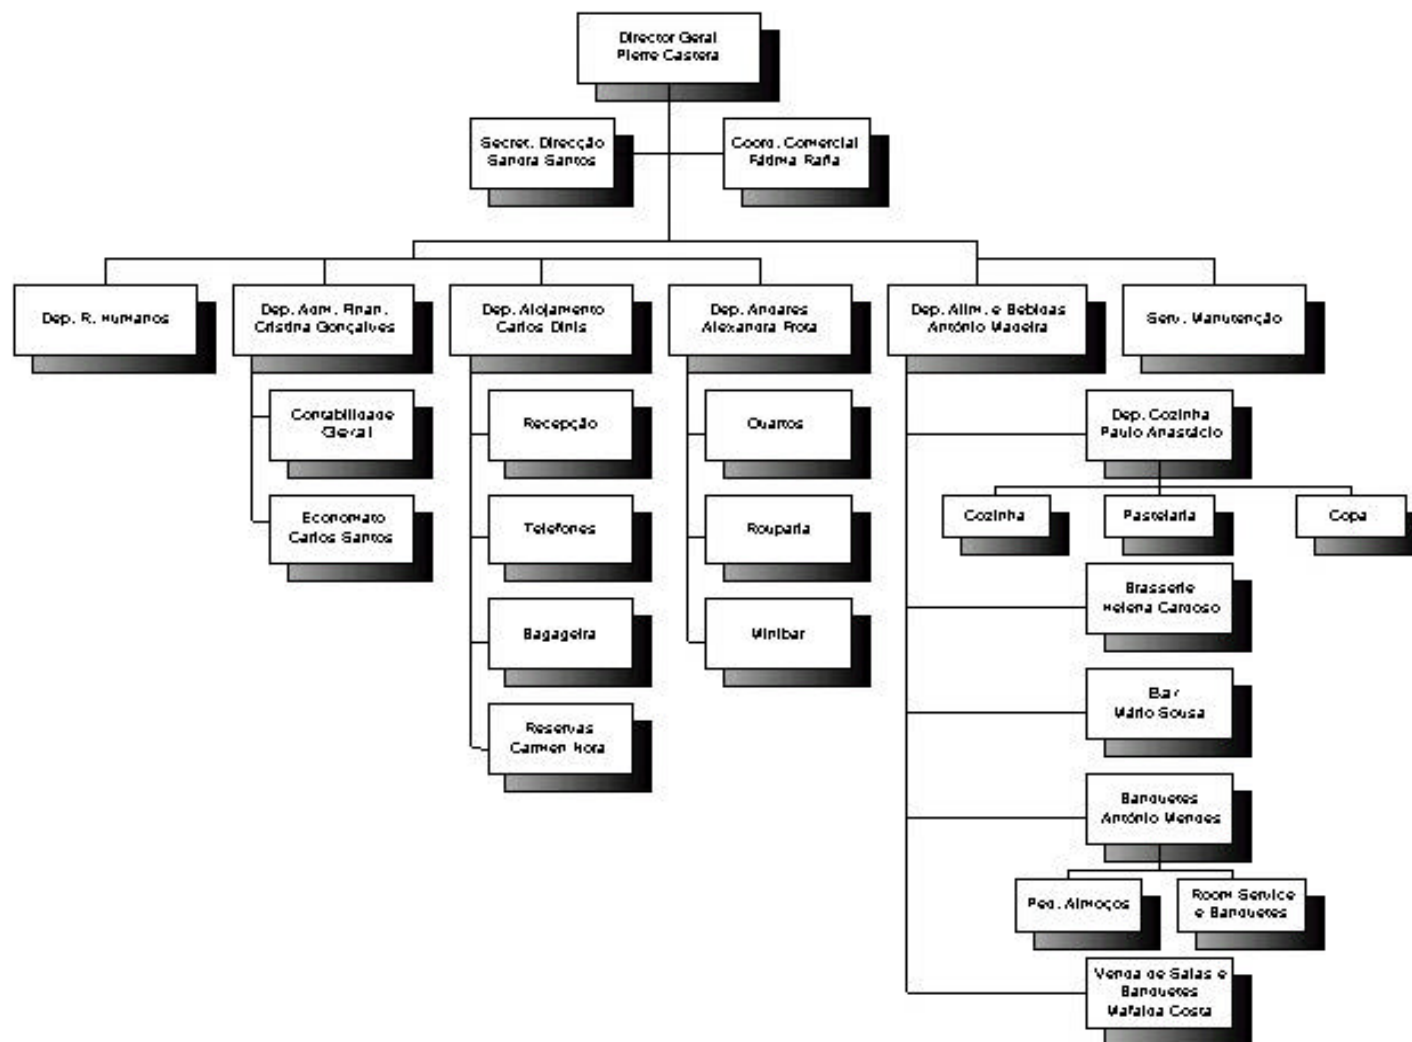 Director Geral
Pierre Castera
Secret. Direcção
Sandra Santos
Coord. Comercial
Fátima Raña
Dep. R. Humanos
Dep. Adm. Finan.
Cristina Gonçalves
Dep. Alojamento
Carlos Dinis
Dep. Andares
Alexandra Frota
Dep. Alim. e Bebidas
António Madeira
Serv. Manutenção
Contabilidade
Geral
Economato
Carlos Santos
Recepção
Telefones
Bagageira
Reservas
Carmen
Quartos
Rouparia
Minibar
Dep. Cozinha
Paulo Anastácio
Cozinha
Pastelaria
Copa
Brasserie
Helena Cardoso
Bar
Mário Sousa
Banquetes
António Mendes
Peq. Almoços
Room Service
e Banquetes
Venda de Salas e
Banquetes
Mafalda Costa